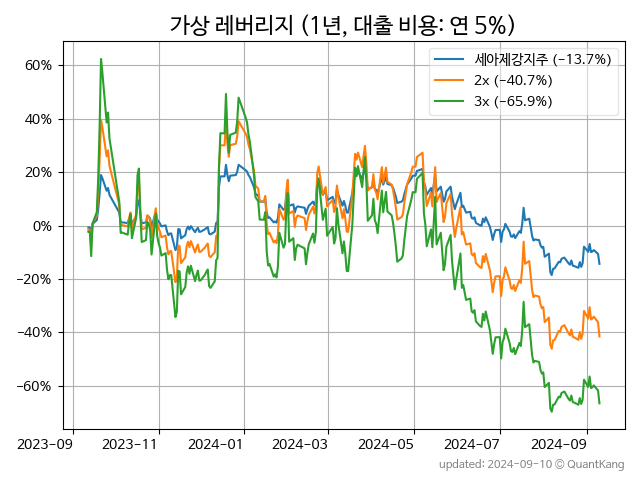 가상 레버리지 (1년, 대출 비용: 연 5%)
세아제강지주 (-13.7%)
2x (-40.7%)
3x (-65.9%)
60%
40%
20%
0%
−20%
−40%
−60%
2023-09
2023-11
2024-01
2024-03
2024-05
2024-07
2024-09
updated: 2024-09-10 © QuantKang